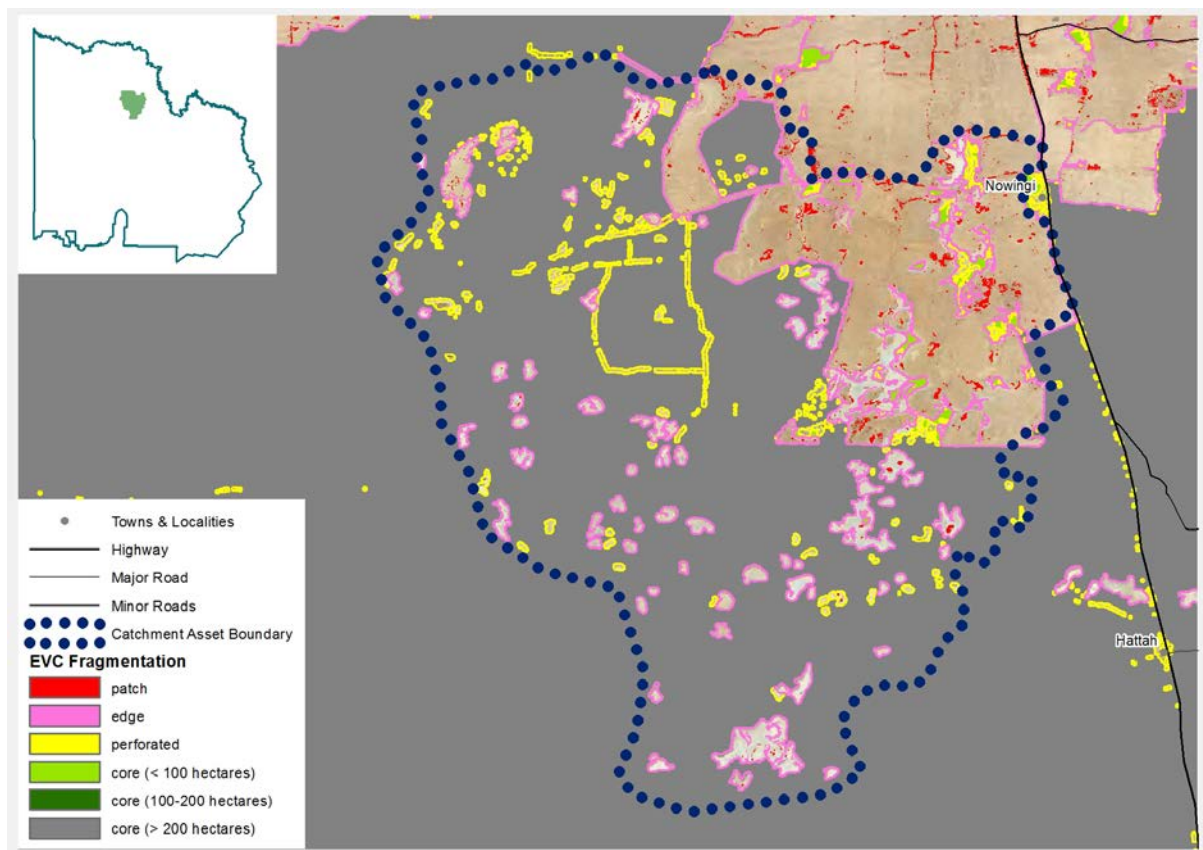 Nowingi
Towns & Localities
Highway
Major Road
Minor Roads
Catchment Asset Boundary
EVC Fragmentation
patch
edge
perforated
core (< 100 hectares)
core (100-200 hectares)
core (> 200 hectares)
Hattah